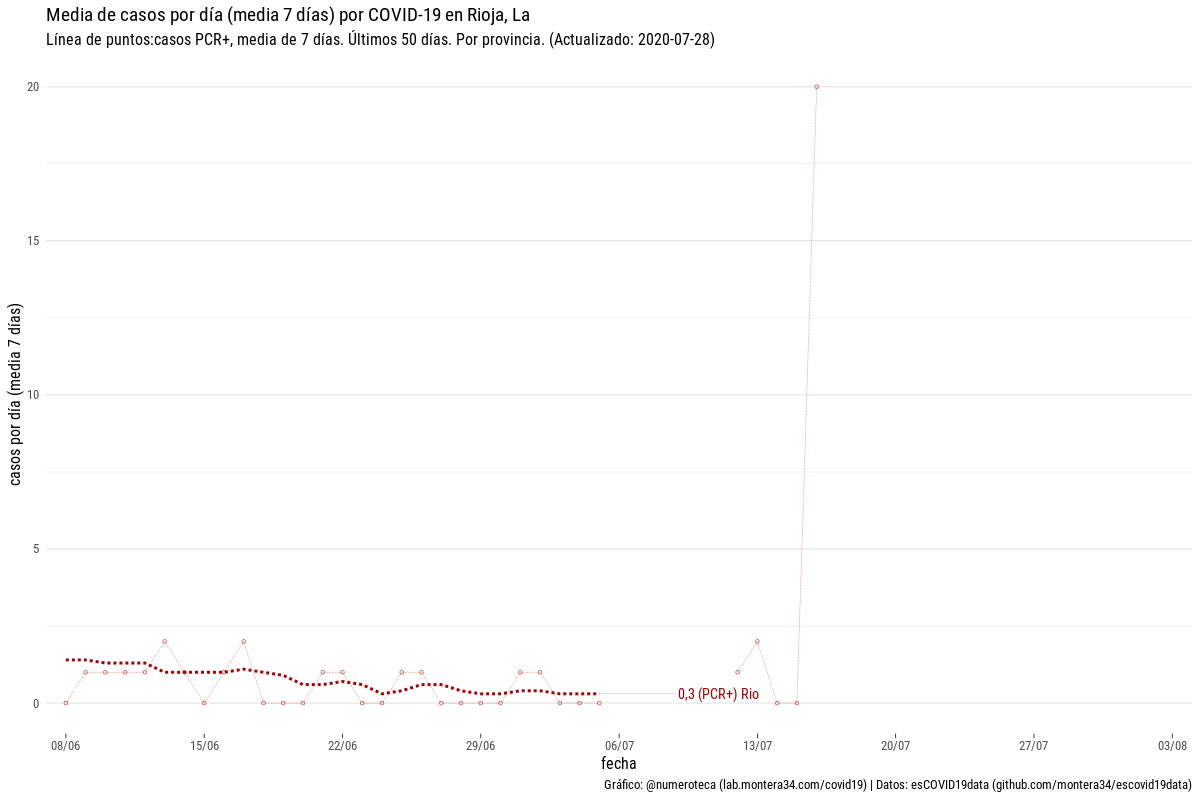 Media de casos por día (media 7 días) por COVID-19 en Rioja, La
Línea de puntos:casos PCR+, media de 7 días. Últimos 50 días. Por provincia. (Actualizado: 2020-07-28)
casos por día (media 7 días)
20
15
10
5
0
0,3 (PCR+) Rio
08/06
15/06
22/06
29/06
06/07
13/07
20/07
27/07
03/08
fecha
Gráfico: @numeroteca (lab.montera34.com/covid19) | Datos: esCOVID19data (github.com/montera34/escovid19data)